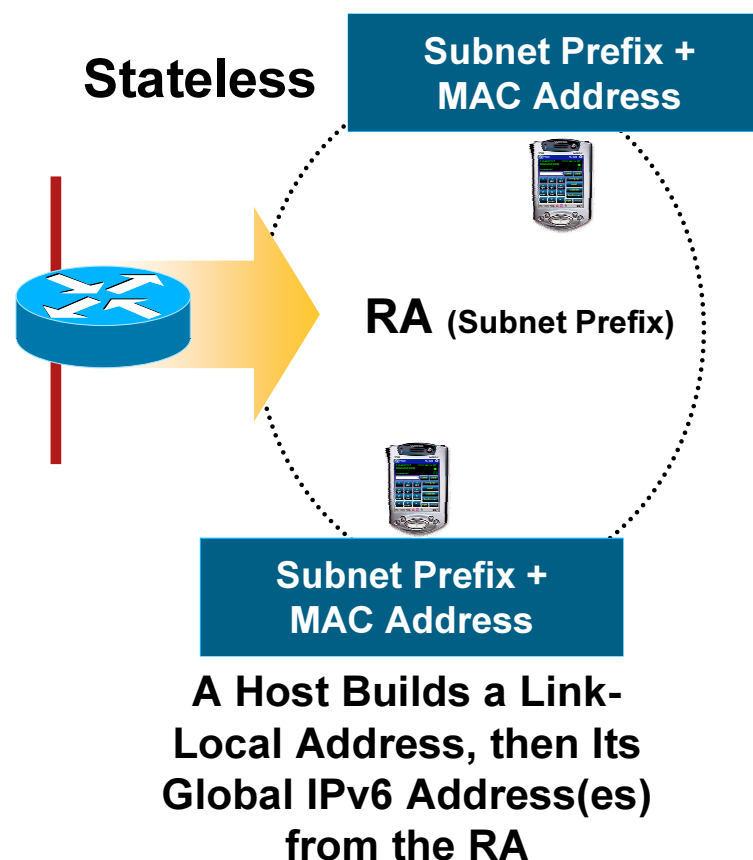 Stateless
Subnet Prefix +
MAC Address
RA (Subnet Prefix)
Subnet Prefix +
MAC Address
A Host Builds a Link-
Local Address, then Its
Global IPv6 Address(es)
from the RA